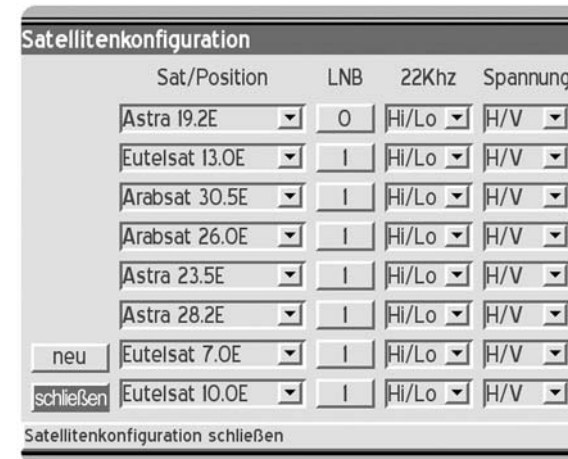 Satellitenkonfiguration
Sat/Position LNB 22Khz Spannung
Astra 19.2E 0 Hi/Lo H/V
Eutelsat 13.0E 1 Hi/Lo H/V
Arabsat 30.5E 1 Hi/Lo H/V
Arabsat 26.0E 1 Hi/Lo H/V
Astra 23.5E 1 Hi/Lo H/V
Astra 28.2E 1 Hi/Lo H/V
neu Eutelsat 7.0E 1 Hi/Lo H/V
schließen Eutelsat 10.0E 1 Hi/Lo H/V
Satellitenkonfiguration schließen